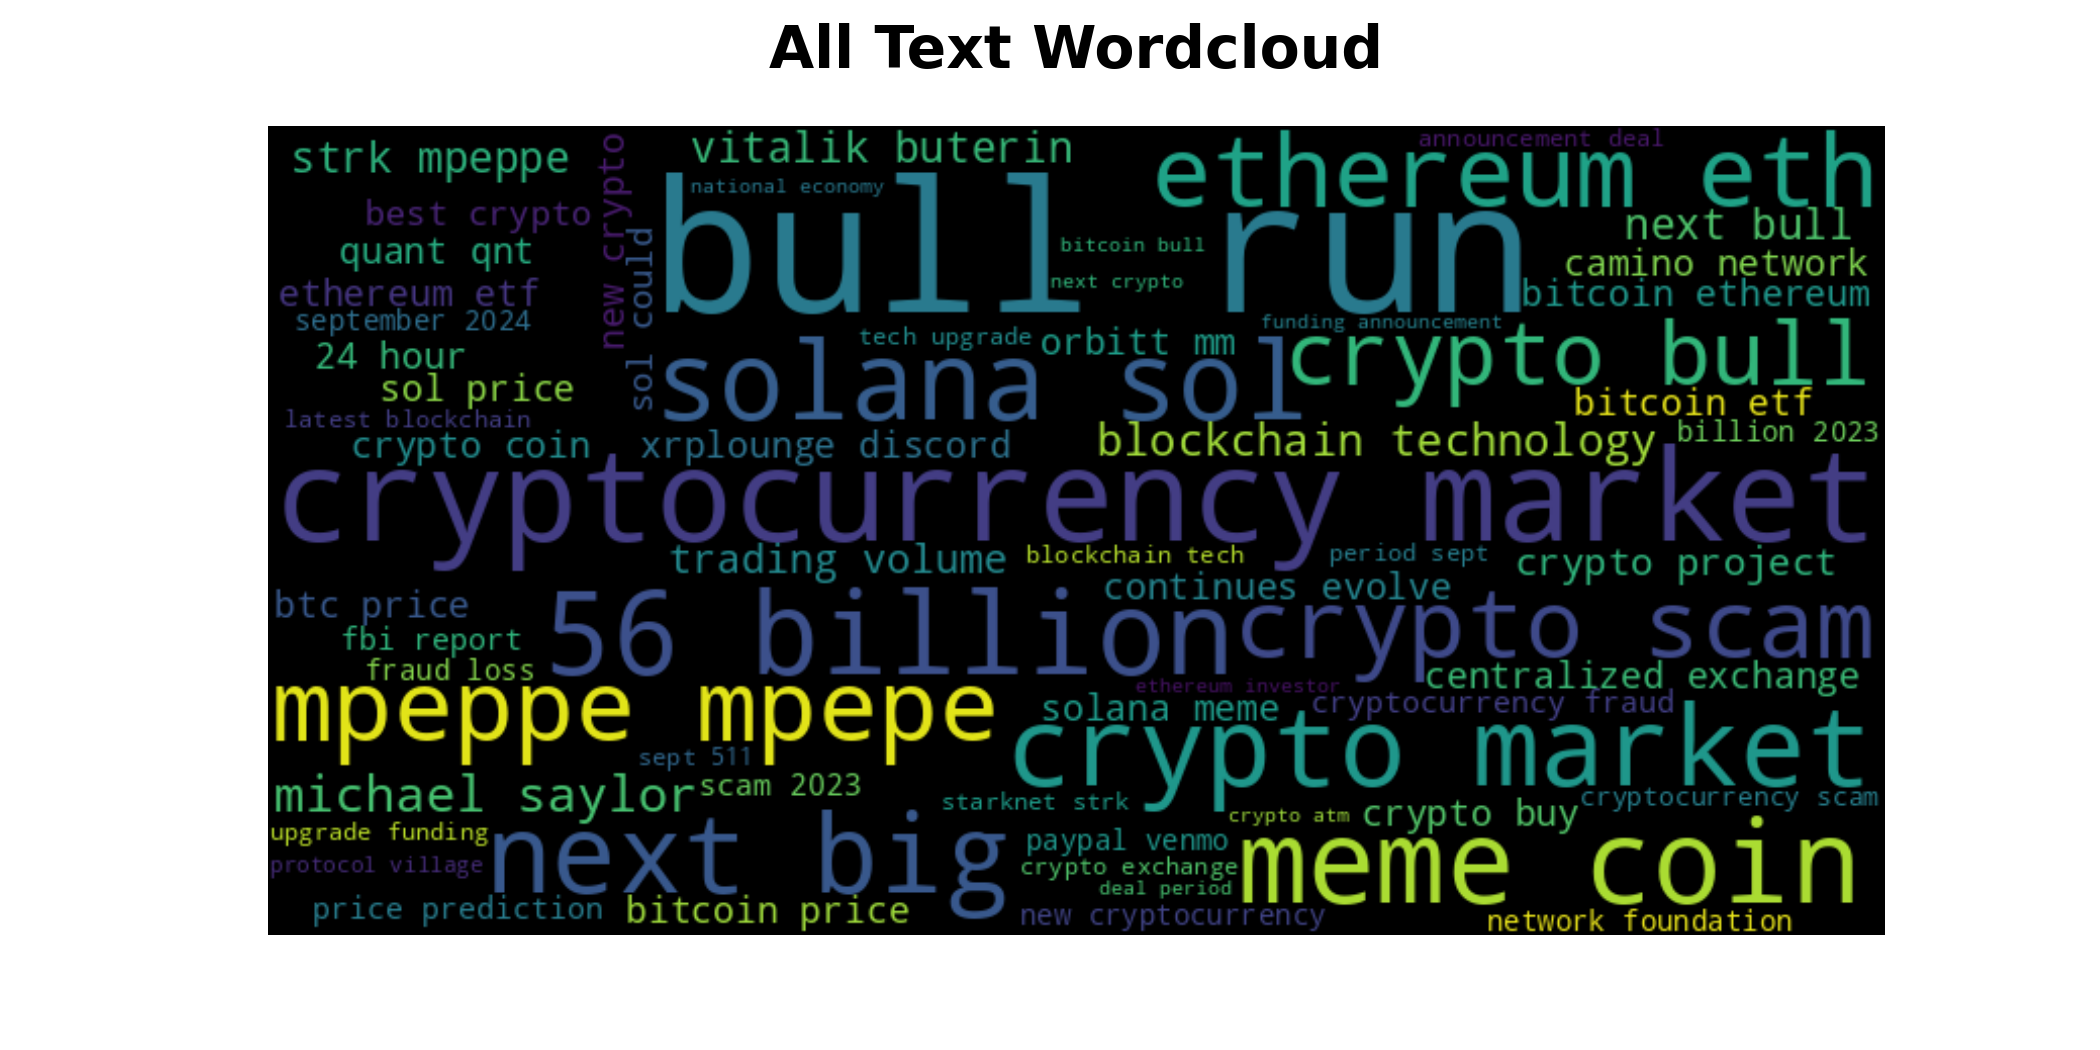 All Text Wordcloud
strk mpeppe
vitalik buterin
announcement deal
ethereum eth
new crypto
national economy
bull run
best crypto
next bull
sol could
quant qnt
bitcoin bull
camino network
next crypto
ethereum etf
bitcoin ethereum
september 2024
funding announcement
tech upgrade
orbitt mm
24 hour
solana sol
crypto bull
sol price
bitcoin etf
latest blockchain
crypto coin
xrplounge discord
blockchain technology
billion 2023
cryptocurrency market
trading volume
blockchain tech
period sept
crypto project
continues evolve
btc price
56 billion
crypto scam
fbi report
fraud loss
centralized exchange
ethereum investor
mpeppe mpepe
solana meme
cryptocurrency fraud
crypto market
sept 511
michael saylor
scam 2023
starknet strk
cryptocurrency scam
crypto atm
crypto buy
upgrade funding
next big
paypal venmo
protocol village
crypto exchange
meme coin
deal period
price prediction
bitcoin price
new cryptocurrency
network foundation